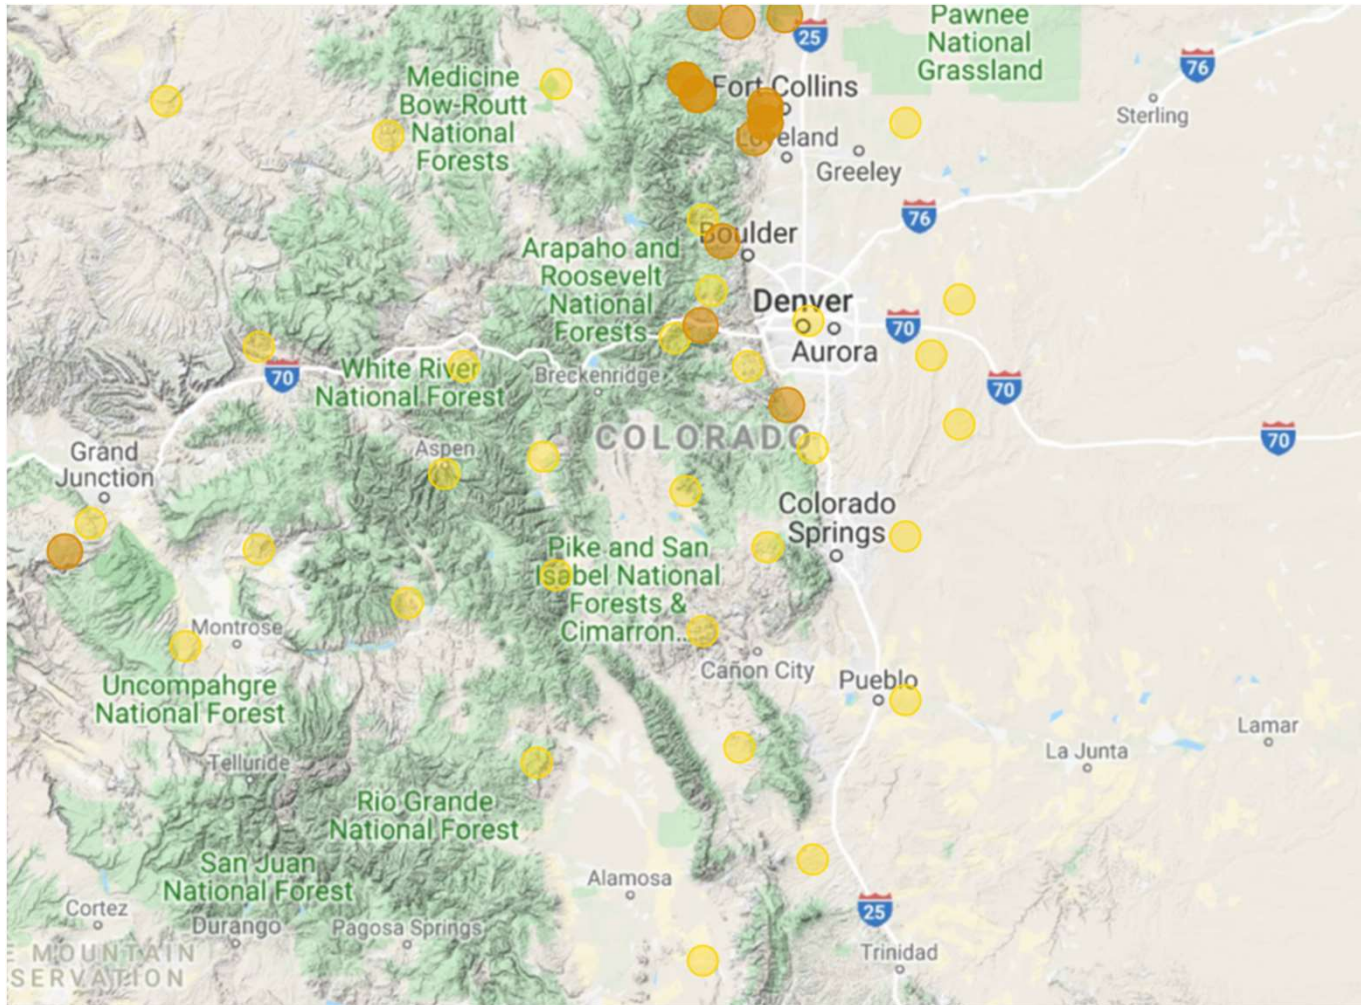 Pawnee
National
Grassland
25
76
Medicine
Bow-Routt
National
Forests
Fort Collins
Sterling
Loveland
Greeley
76
Boulder
Arapaho and
Roosevelt
National
Forests
Denver
70
Aurora
White River
National Forest
70
Breckenridge
70
COLORADO
70
Grand
Junction
Aspen
Colorado
Springs
Pike and San
Isabel National
Forests &
Cimarron...
Montrose
Cañon City
Pueblo
Uncompahgre
National Forest
Lamar
La Junta
Telluride
Rio Grande
National Forest
San Juan
National Forest
Alamosa
Cortez
25
Durango
Pagosa Springs
E MOUNTAIN
SERVATION
Trinidad